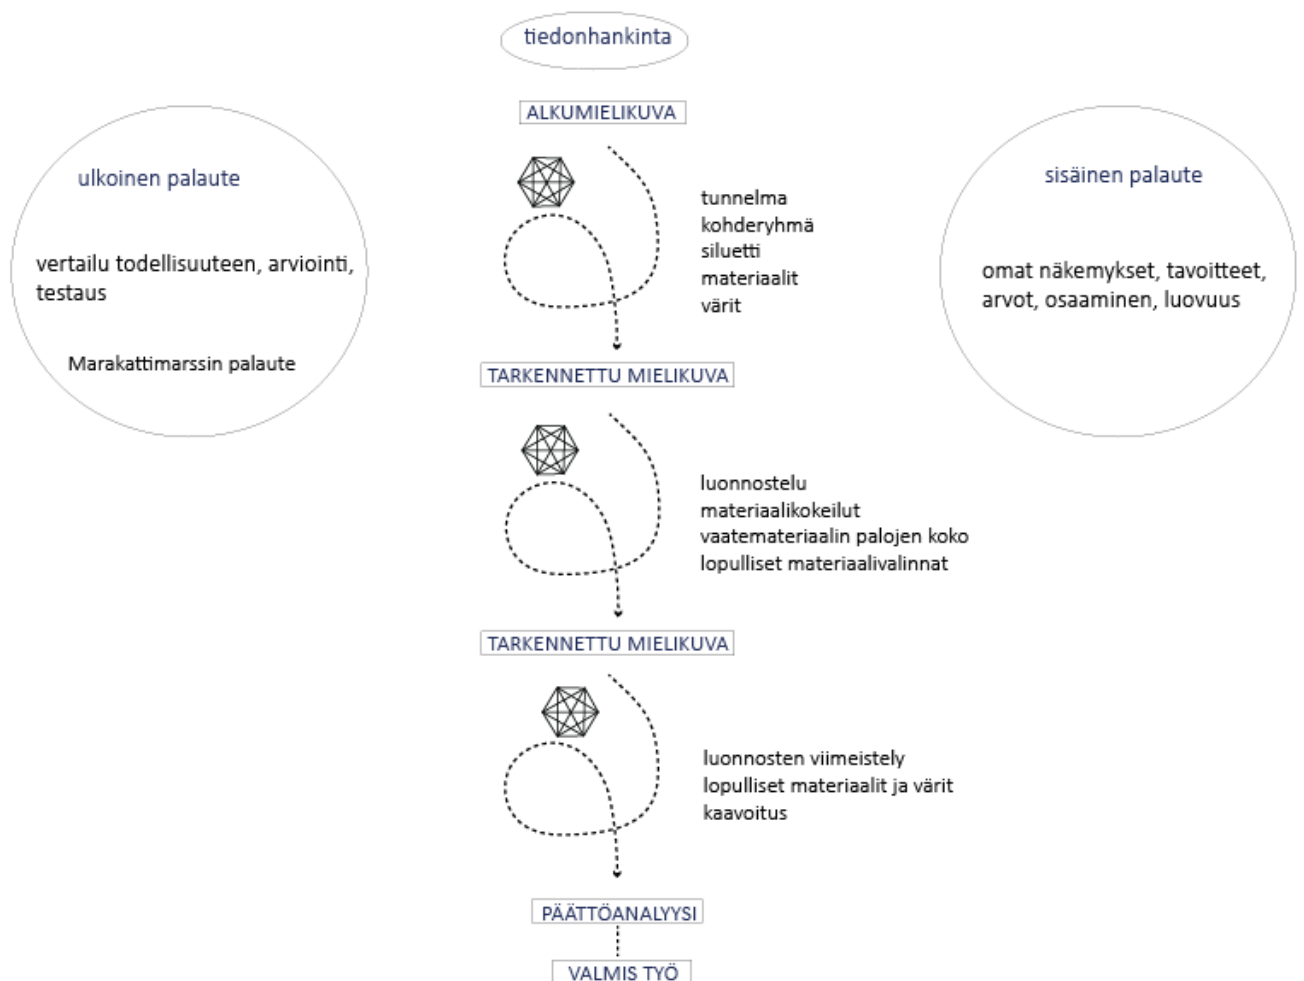 tiedonhankinta
ALKUMIELIKUVA
ulkoinen palaute
vertailu todellisuuteen, arviointi,
testaus
Marakattimarssin palaute
tunnelma
kohderyhmä
siluetti
materiaalit
värit
sisäinen palaute
omat näkemykset, tavoitteet,
arvot, osaaminen, luovuus
TARKENNETTU MIELIKUVA
luonnostelu
materiaalikokeilut
vaatemateriaalin palojen koko
lopulliset materiaalivalinnat
TARKENNETTU MIELIKUVA
luonnosten viimeistely
lopulliset materiaalit ja värit
kaavoitus
PÄÄTTÖANALYYSI
VALMIS TYÖ